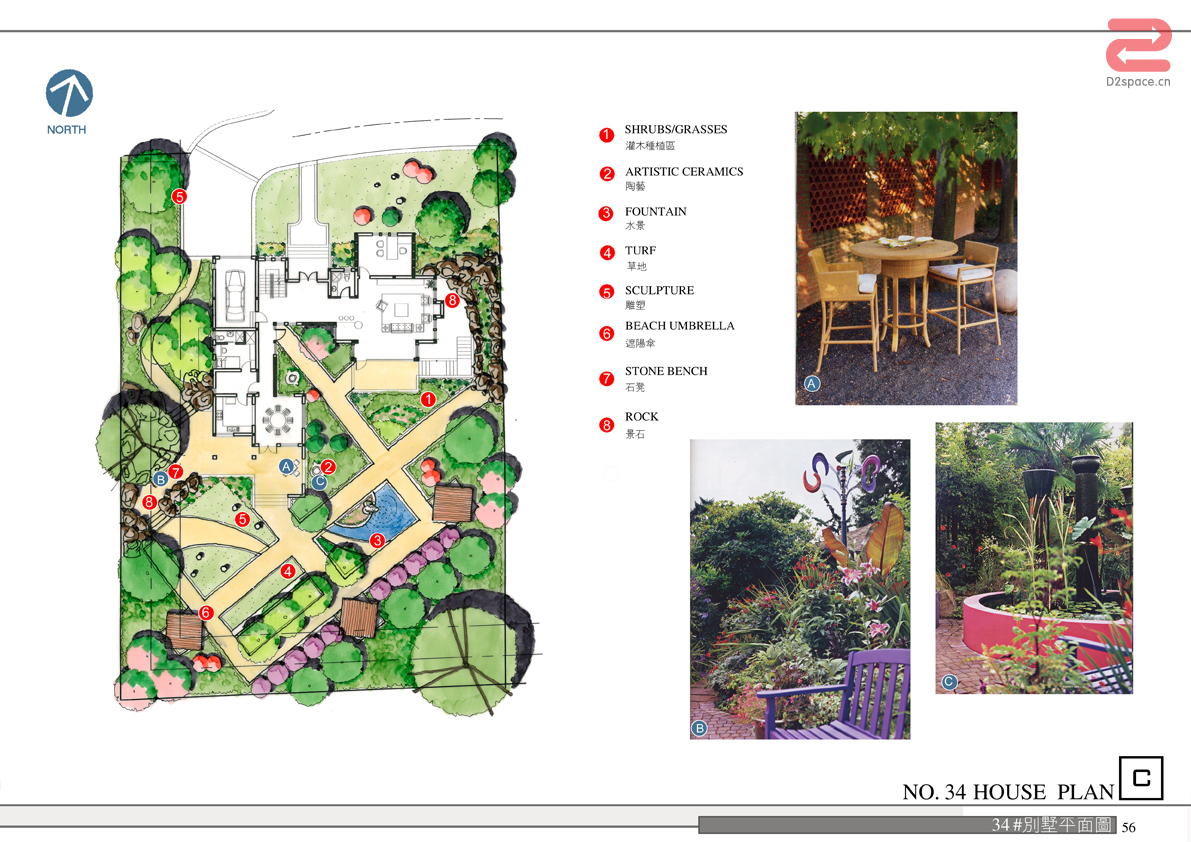 D2space.cn
NORTH
1 SHRUBS/GRASSES
灌木種植區
2 ARTISTIC CERAMICS
陶藝
3 FOUNTAIN
水景
4 TURF
草地
5 SCULPTURE
雕塑
6 BEACH UMBRELLA
遮陽傘
7 STONE BENCH
石凳
8 ROCK
景石
5
8
1
A
2
C
7
B
8
5
3
4
6
A
B
C
NO. 34 HOUSE PLAN C
34#別墅平面圖 56